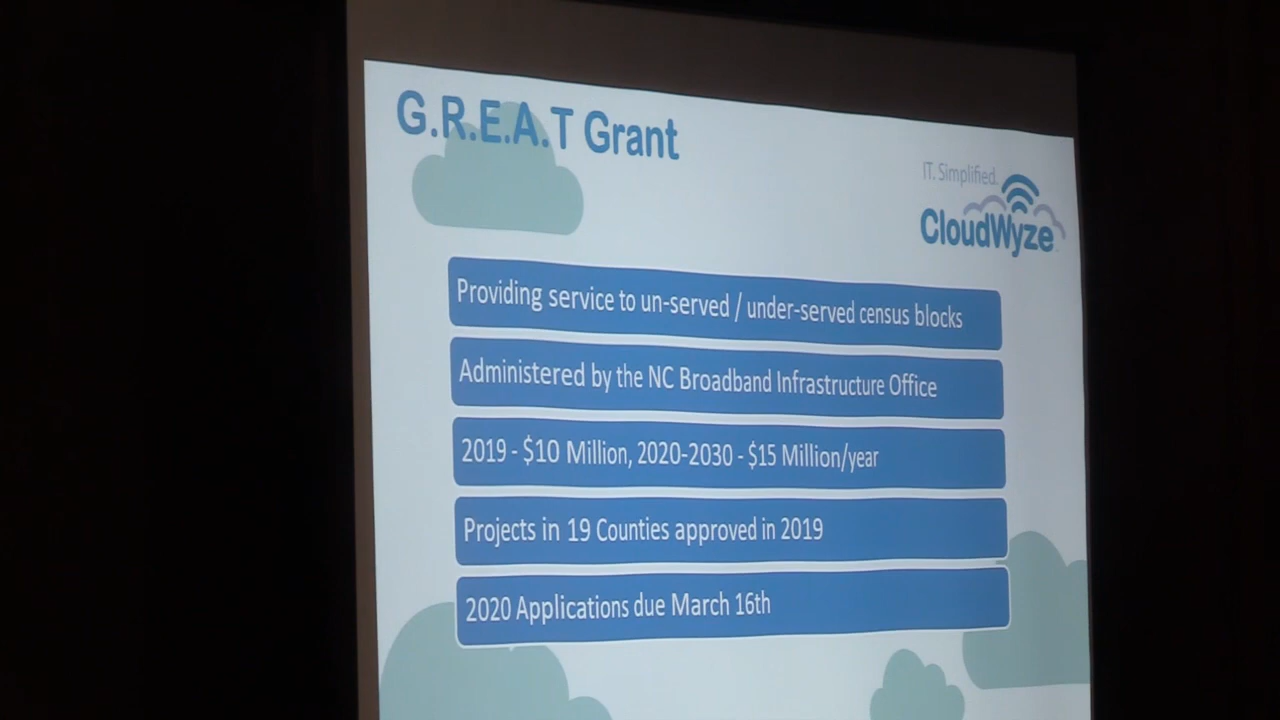 G.R.E.A.T Grant
IT. Simplified.
CloudWyze
Providing service to un-served / under-served census blocks
Administered by the NC Broadband Infrastructure Office
2019 - $10 Million, 2020-2030 - $15 Million/year
Projects in 19 Counties approved in 2019
2020 Applications due March 16th